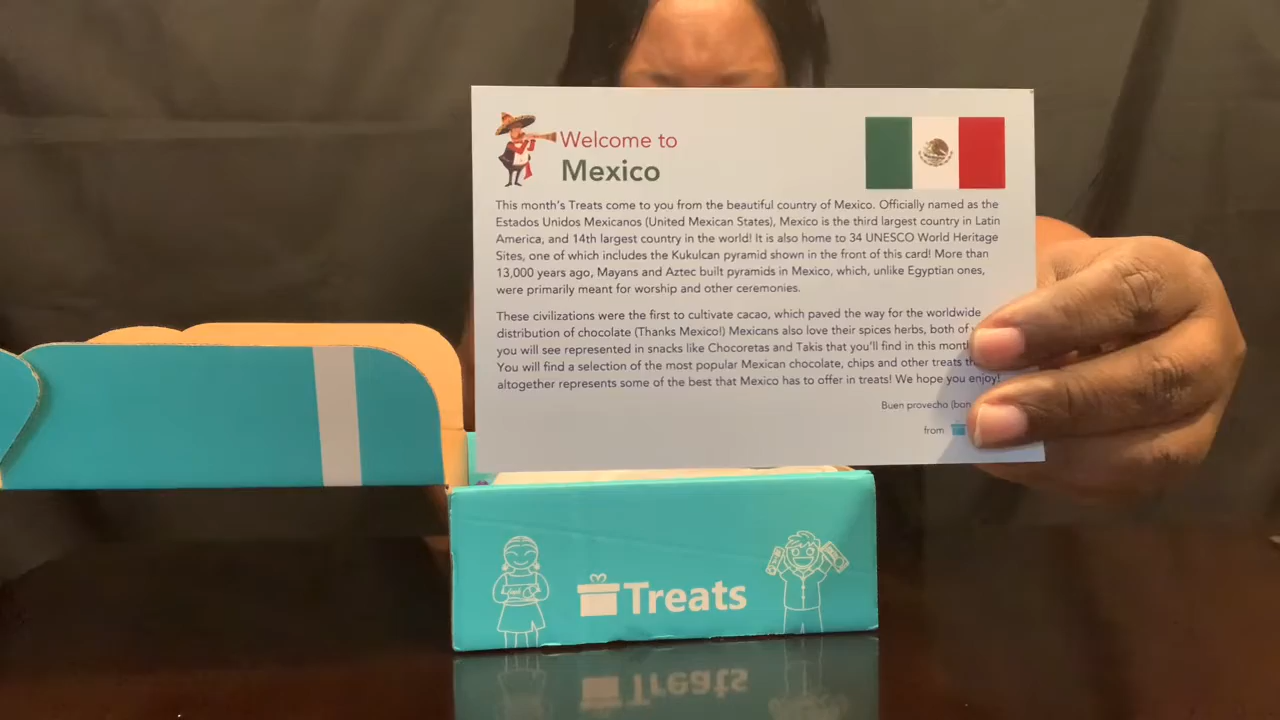 Welcome to
Mexico
This month's Treats come to you from the beautiful country of Mexico. Officially named as the
Estados Unidos Mexicanos (United Mexican States), Mexico is the third largest country in Latin
America, and 14th largest country in the world! It is also home to 34 UNESCO World Heritage
Sites, one of which includes the Kukulcan pyramid shown in the front of this card! More than
13,000 years ago, Mayans and Aztec built pyramids in Mexico, which, unlike Egyptian ones,
were primarily meant for worship and other ceremonies.
These civilizations were the first to cultivate cacao, which paved the way for the worldwide
distribution of chocolate (Thanks Mexico!) Mexicans also love their spices herbs, both of
you will see represented in snacks like Chocoretas and Takis that you'll find in this
You will find a selection of the most popular Mexican chocolate, chips and other treats
altogether represents some of the best that Mexico has to offer in treats! We hope you enjoy!
Buen provecho
from
Treats